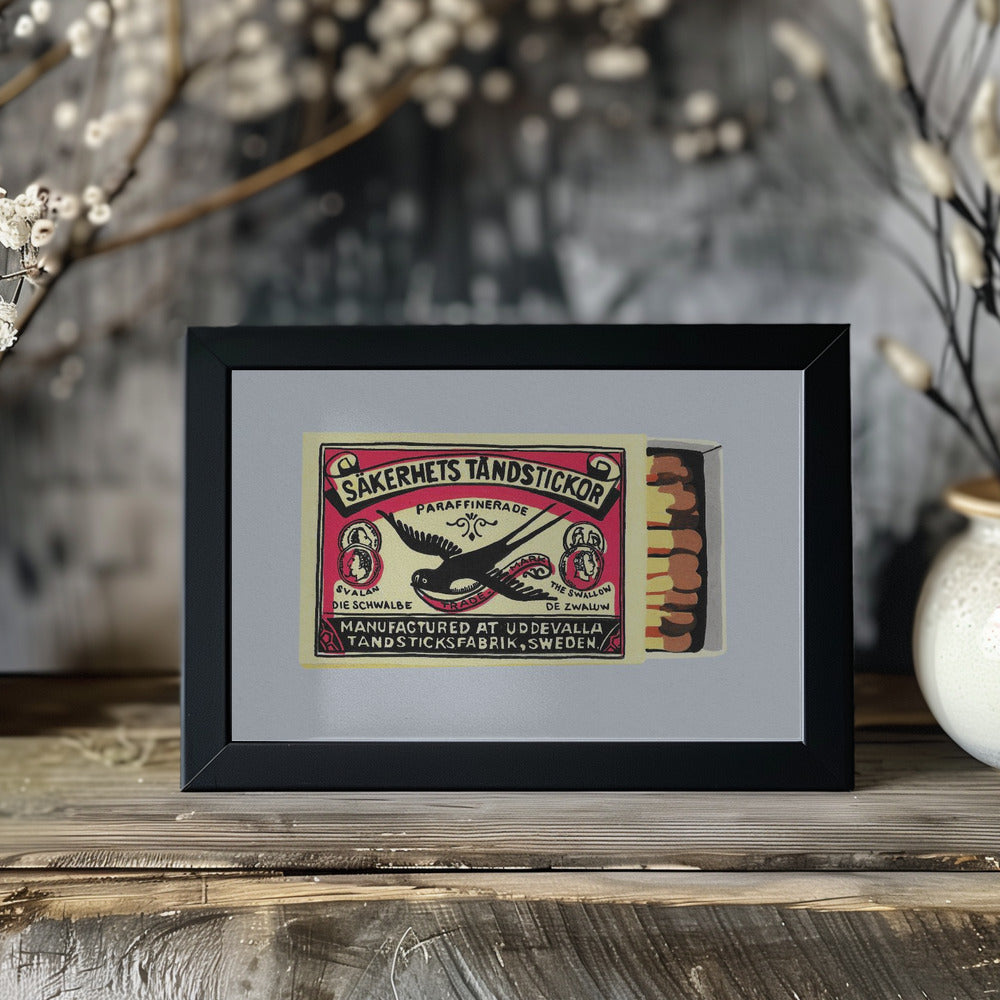 SÄKERHETS TÄNDSTICKOR
PARAFFINERADE
TRADE MARK
SVALAN
THE SWALLOW
DIE SCHWALBE
DE ZWALUW
MANUFACTURED AT UDDEVALLA
TANDSTICKSFABRIK, SWEDEN.